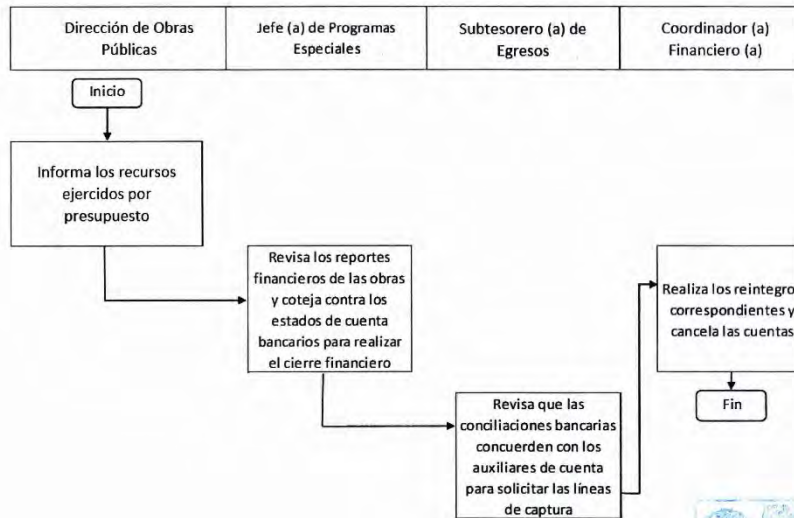 Dirección de Obras
Públicas
Jefe (a) de Programas
Especiales
Subtesorero (a) de
Egresos
Coordinador (a)
Financiero (a)
Inicio
Informa los recursos
ejercidos por
presupuesto
Revisa los reportes
financieros de las obras
y coteja contra los
estados de cuenta
bancarios para realizar
el cierre financiero
Revisa que las
conciliaciones bancarias
concuerden con los
auxiliares de cuenta
para solicitar las líneas
de captura
Realiza los reintegro
correspondientes y
cancela las cuentas
Fin